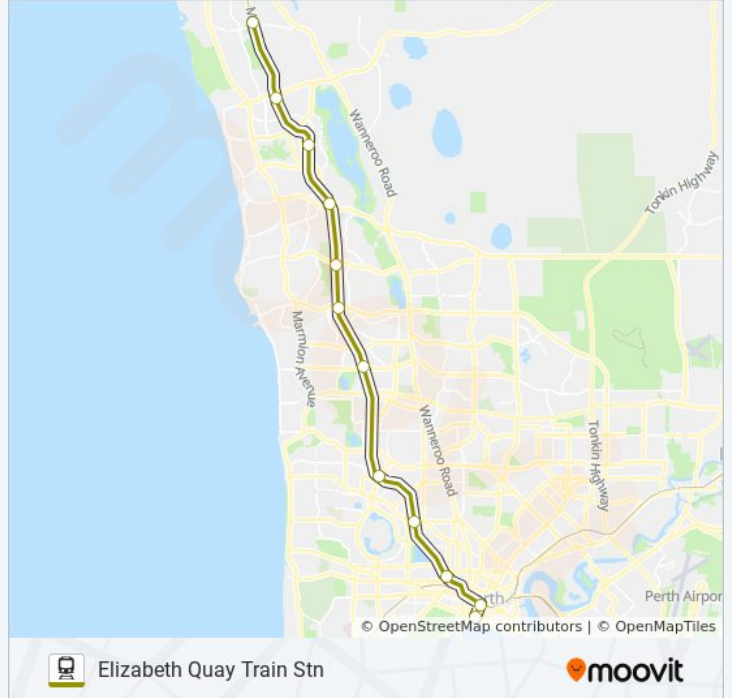 Wanneroo Road
Tonkin Highway
Marmion Avenue
Wanneroo Road
Tonkin Highway
rth
Perth Airpor
© OpenStreetMap contributors | © OpenMapTiles
Elizabeth Quay Train Stn
moovit